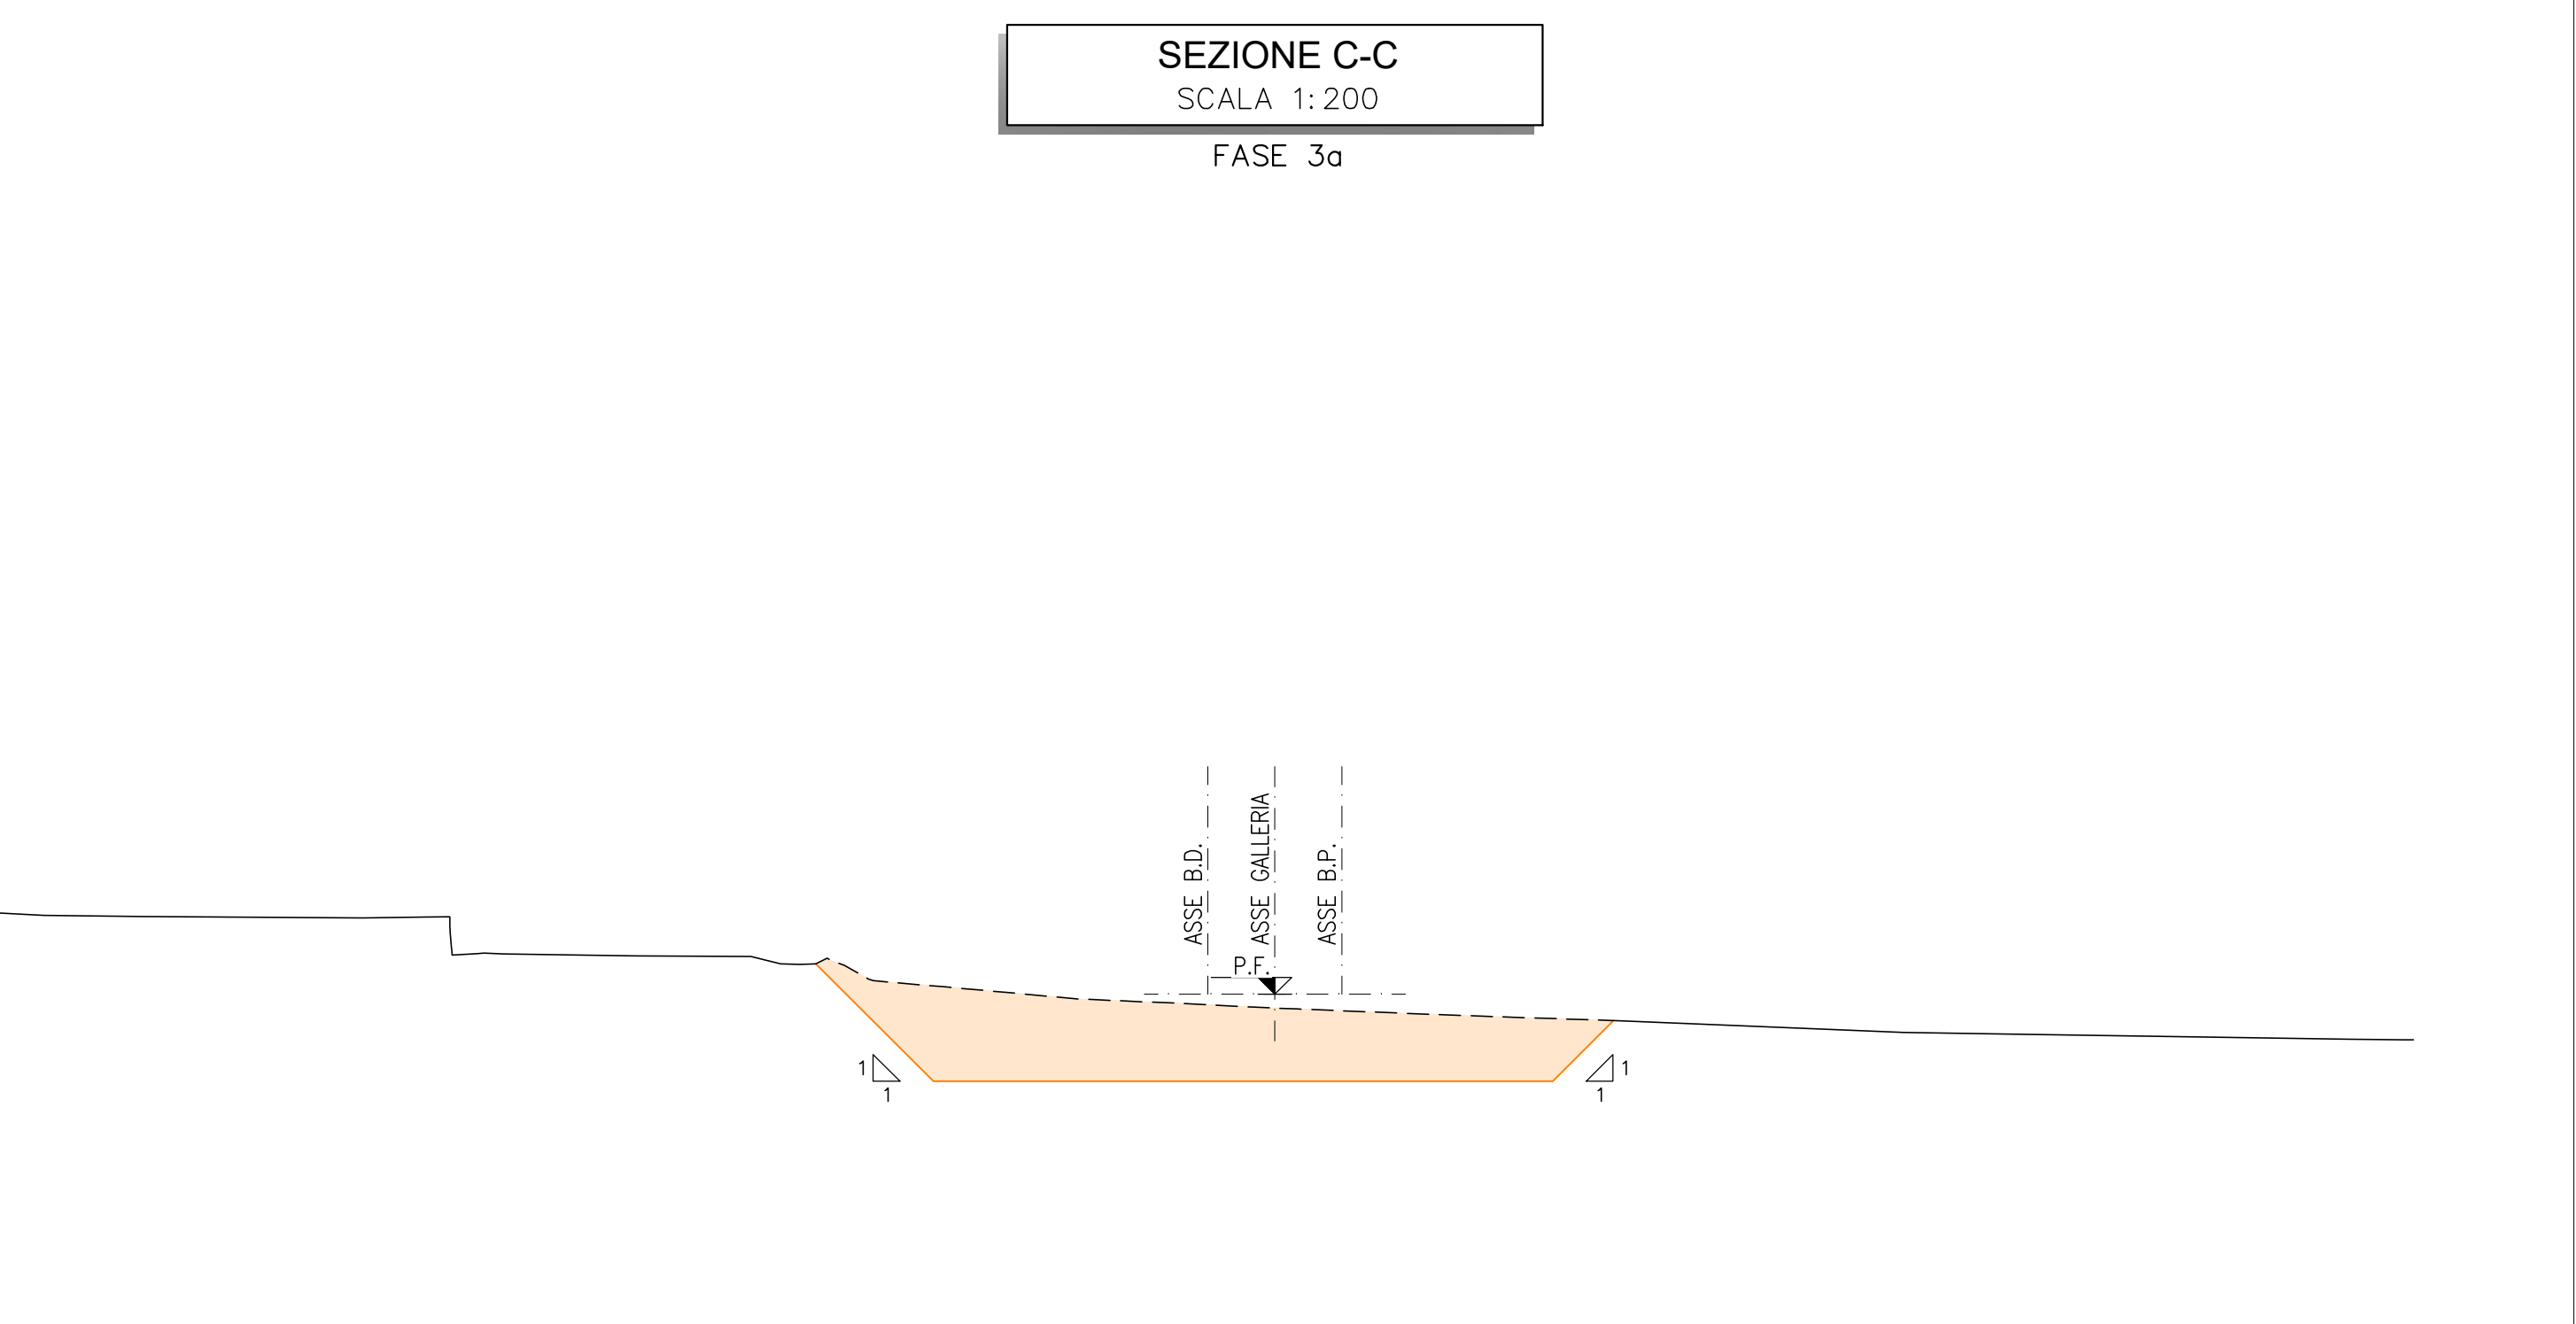 SEZIONE C-C
SCALA 1:200
FASE 3a
ASSE B.D.
ASSE GALLERIA
ASSE B.P.
P.F.
1
1
1
1